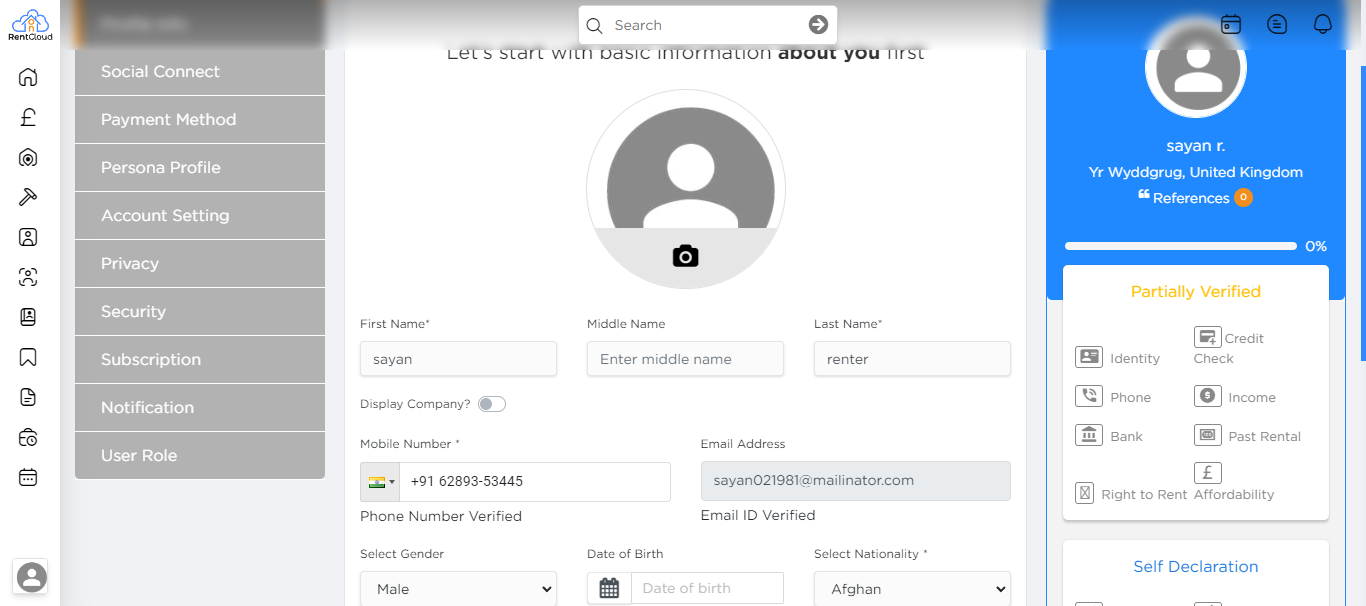 RentCloud
Search
Social Connect
Payment Method
Persona Profile
Account Setting
Privacy
Security
Subscription
Notification
User Role
Let's start with basic information about you first
First Name*
Middle Name
Last Name*
sayan
Enter middle name
renter
Display Company?
Mobile Number *
Email Address
+91 62893-53445
sayan021981@mailinator.com
Phone Number Verified
Email ID Verified
Select Gender
Date of Birth
Select Nationality *
Male
Date of birth
Afghan
sayan r.
Yr Wyddgrug, United Kingdom
❝ References 0
0%
Partially Verified
Identity
Credit
Check
Phone
Income
Bank
Past Rental
Right to Rent
£
Affordability
Self Declaration